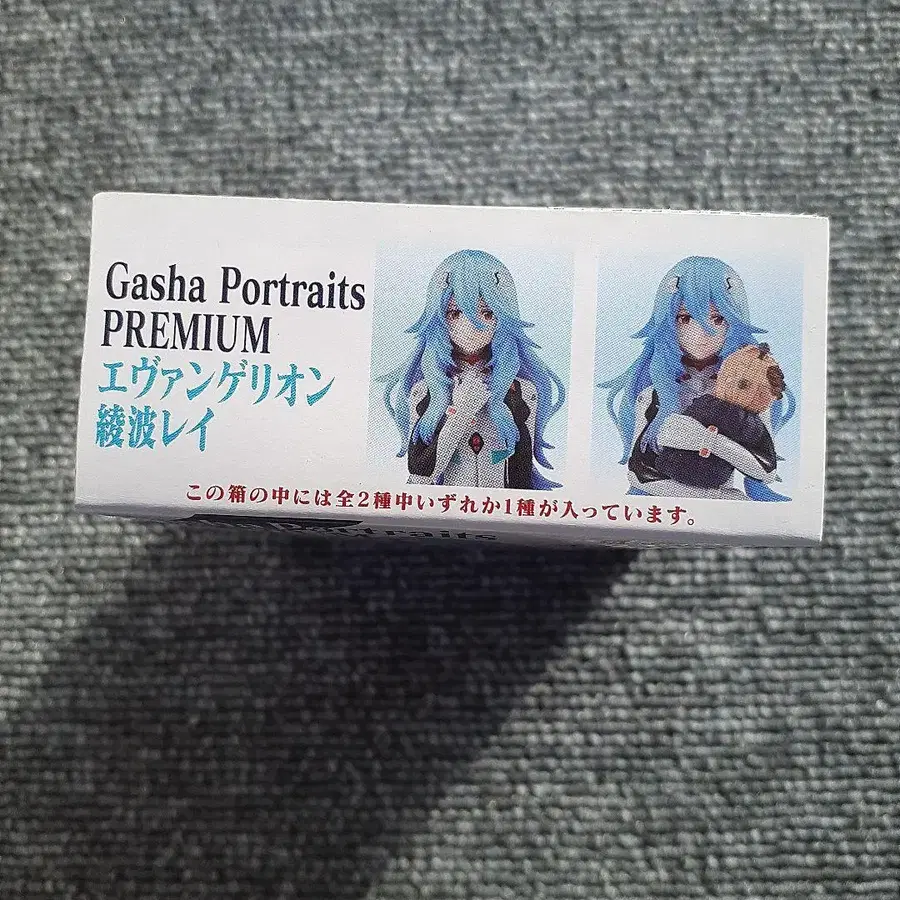 Gasha Portraits
PREMIUM
エヴァンゲリオン
綾波レイ
この箱の中には全2種中いずれか1種が入っています。